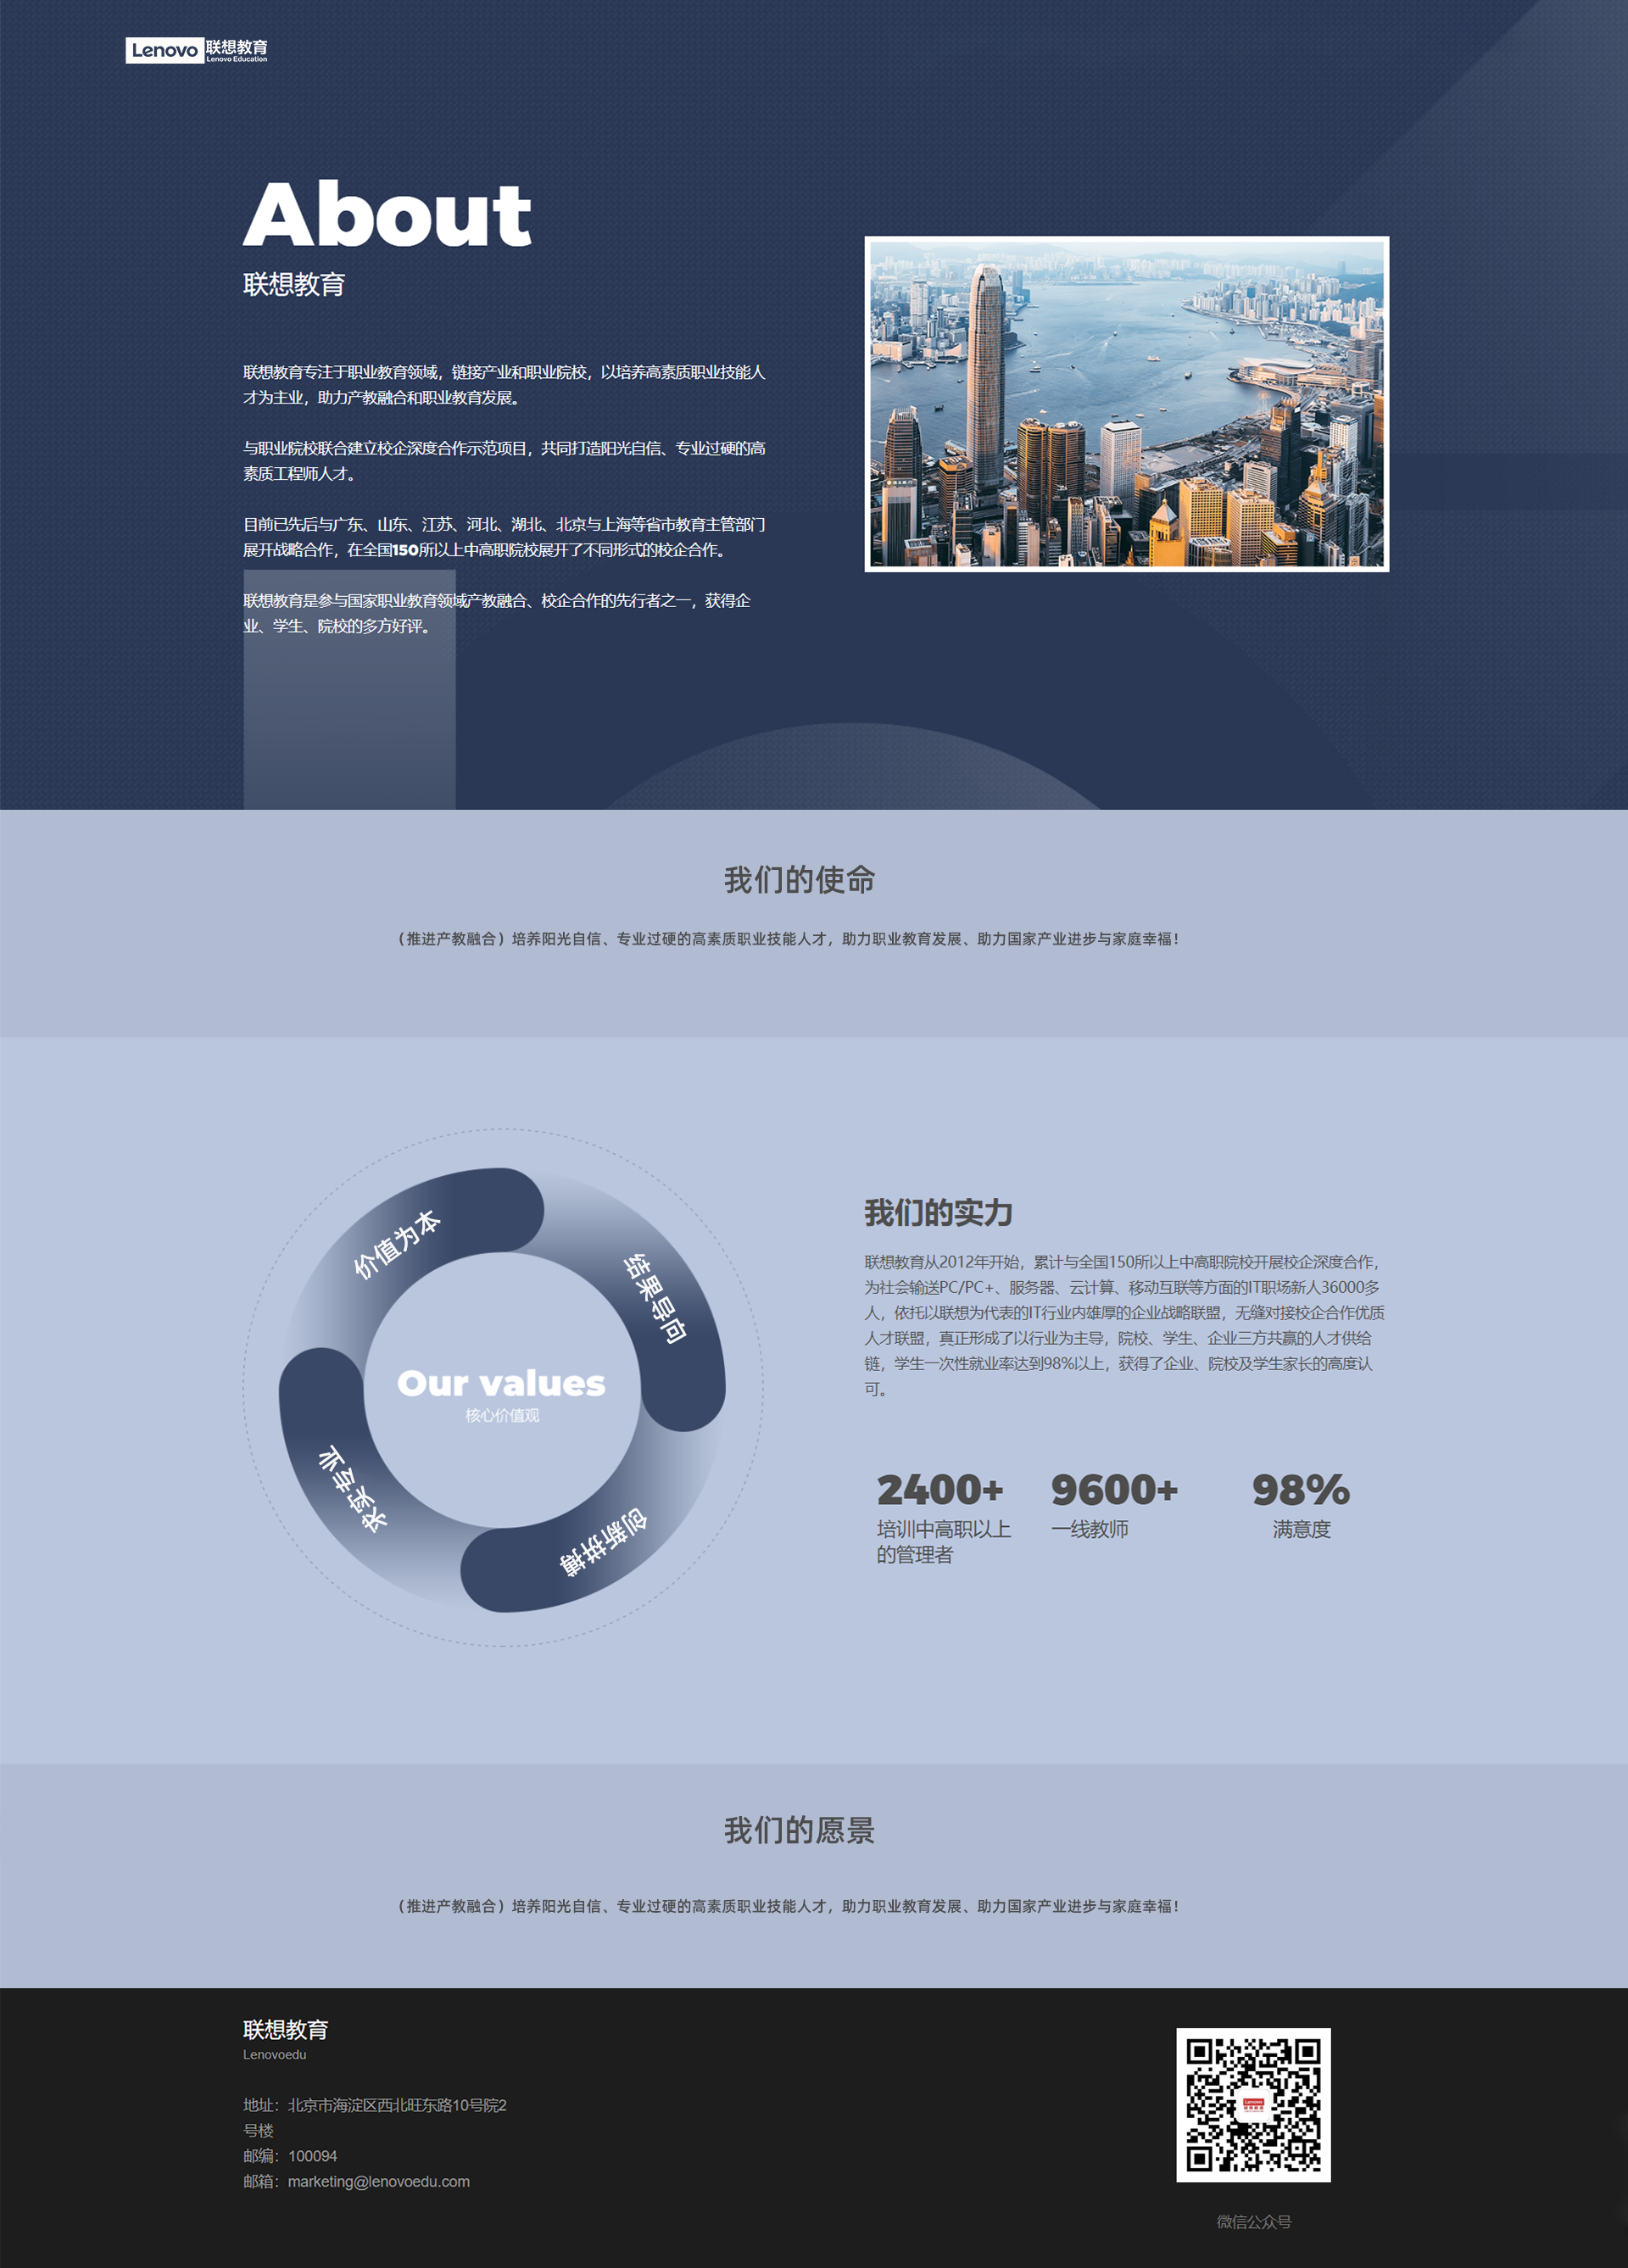 Lenovo 联想教育
Lenovo Education
About
联想教育
联想教育专注于职业教育领域，链接产业和职业院校，以培养高素质职业技能人
才为主业，助力产教融合和职业教育发展。
与职业院校联合建立校企深度合作示范项目，共同打造阳光自信、专业过硬的高
素质工程师人才。
目前已先后与广东、山东、江苏、河北、湖北、北京与上海等省市教育主管部门
展开战略合作，在全国150所以上中高职院校展开了不同形式的校企合作。
联想教育是参与国家职业教育领域产教融合、校企合作的先行者之一，获得企
业、学生、院校的多方好评。
我们的使命
（推进产教融合）培养阳光自信、专业过硬的高素质职业技能人才，助力职业教育发展、助力国家产业进步与家庭幸福！
价值为本
结果导向
Our values
核心价值观
求实专业
创新拼搏
我们的实力
联想教育从2012年开始，累计与全国150所以上中高职院校开展校企深度合作，
为社会输送PC/PC+、服务器、云计算、移动互联等方面的IT职场新人36000多
人，依托以联想为代表的IT行业内雄厚的企业战略联盟，无缝对接校企合作优质
人才联盟，真正形成了以行业为主导，院校、学生、企业三方共赢的人才供给
链，学生一次性就业率达到98%以上，获得了企业、院校及学生家长的高度认
可。
2400+
培训中高职以上
的管理者
9600+
一线教师
98%
满意度
我们的愿景
（推进产教融合）培养阳光自信、专业过硬的高素质职业技能人才，助力职业教育发展、助力国家产业进步与家庭幸福！
联想教育
Lenovoedu
地址：北京市海淀区西北旺东路10号院2
号楼
邮编：100094
邮箱：marketing@lenovoedu.com
微信公众号